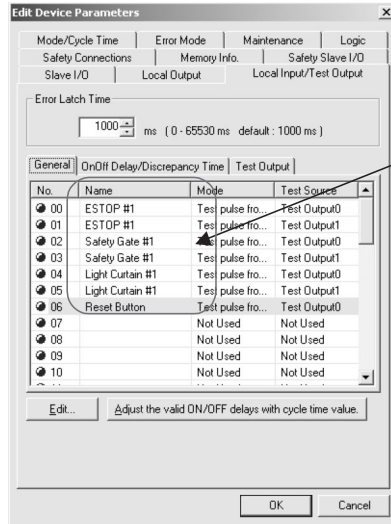 Edit Device Parameters
Mode/Cycle Time Error Mode Maintenance Logic
Safety Connections Memory Info. Safety Slave I/O
Slave I/O Local Output Local Input/Test Output
Error Latch Time
1000 ms ( 0 - 65530 ms default : 1000 ms )
General OnOff Delay/Discrepancy Time Test Output
No. Name Mode Test Source
00 ESTOP #1 Test pulse fro... Test Output0
01 ESTOP #1 Test pulse fro... Test Output1
02 Safety Gate #1 Test pulse fro... Test Output0
03 Safety Gate #1 Test pulse fro... Test Output1
04 Light Curtain #1 Test pulse fro... Test Output0
05 Light Curtain #1 Test pulse fro... Test Output1
06 Reset Button Test pulse fro... Test Output0
07 Not Used Not Used
08 Not Used Not Used
09 Not Used Not Used
10 Not Used Not Used
Edit... Adjust the valid ON/OFF delays with cycle time value.
OK Cancel